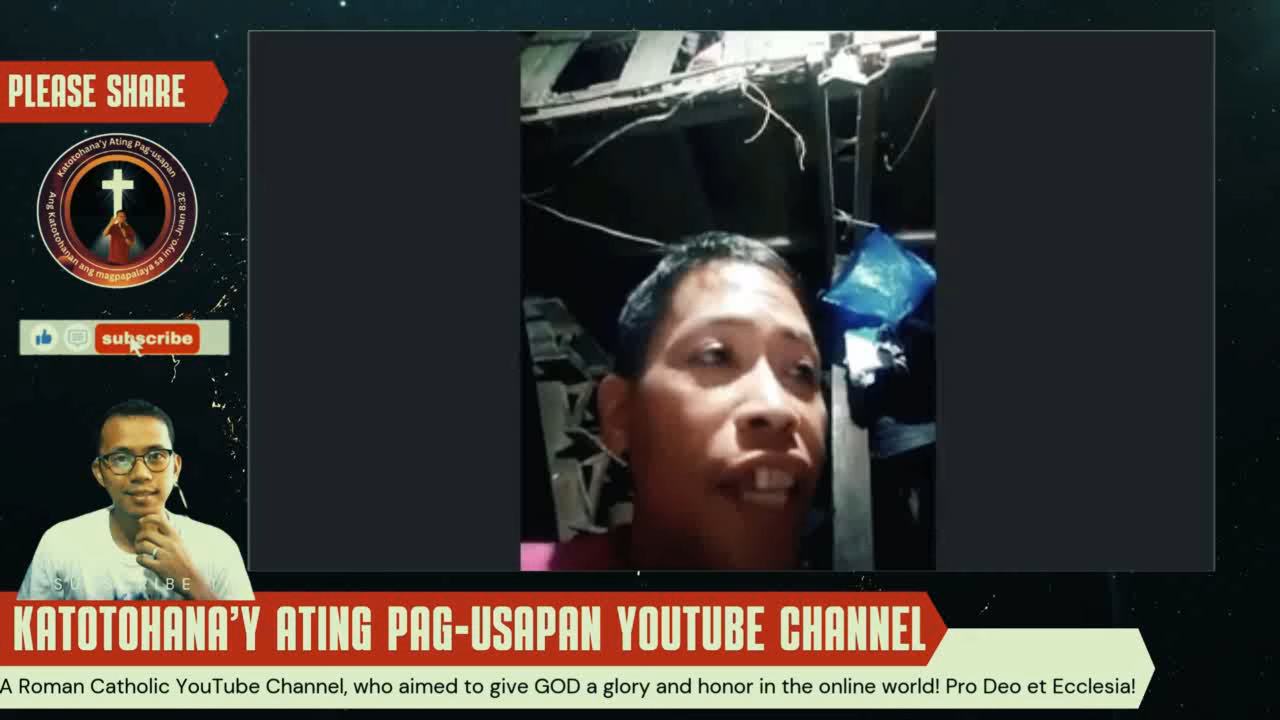 PLEASE SHARE
Katotohana'y Ating Pag-usapan
Ang Katotohanan ang magpapalaya sa inyo. Juan 8:32
subscribe
KATOTOHANA'Y ATING PAG-USAPAN YOUTUBE CHANNEL
A Roman Catholic YouTube Channel, who aimed to give GOD a glory and honor in the online world! Pro Deo et Ecclesia!